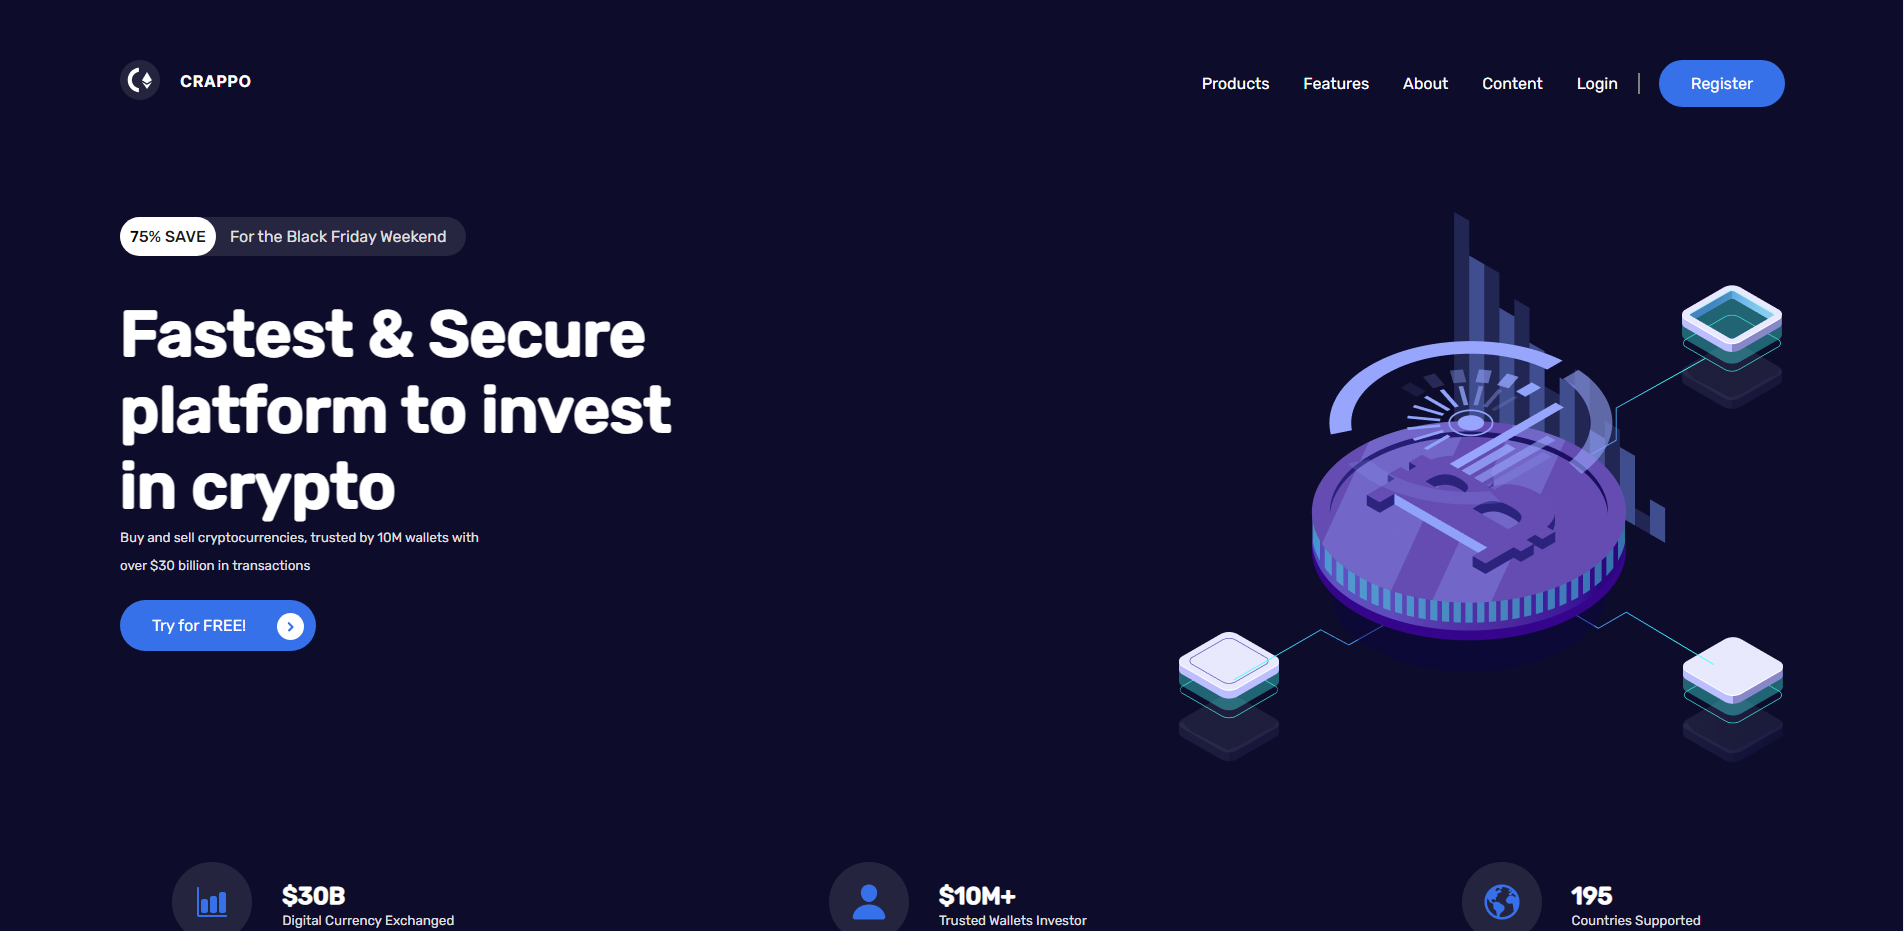 CRAPPO
Products Features About Content Login Register
75% SAVE For the Black Friday Weekend
Fastest & Secure
platform to invest
in crypto
Buy and sell cryptocurrencies, trusted by 10M wallets with
over $30 billion in transactions
Try for FREE!
$30B
Digital Currency Exchanged
$10M+
Trusted Wallets Investor
195
Countries Supported